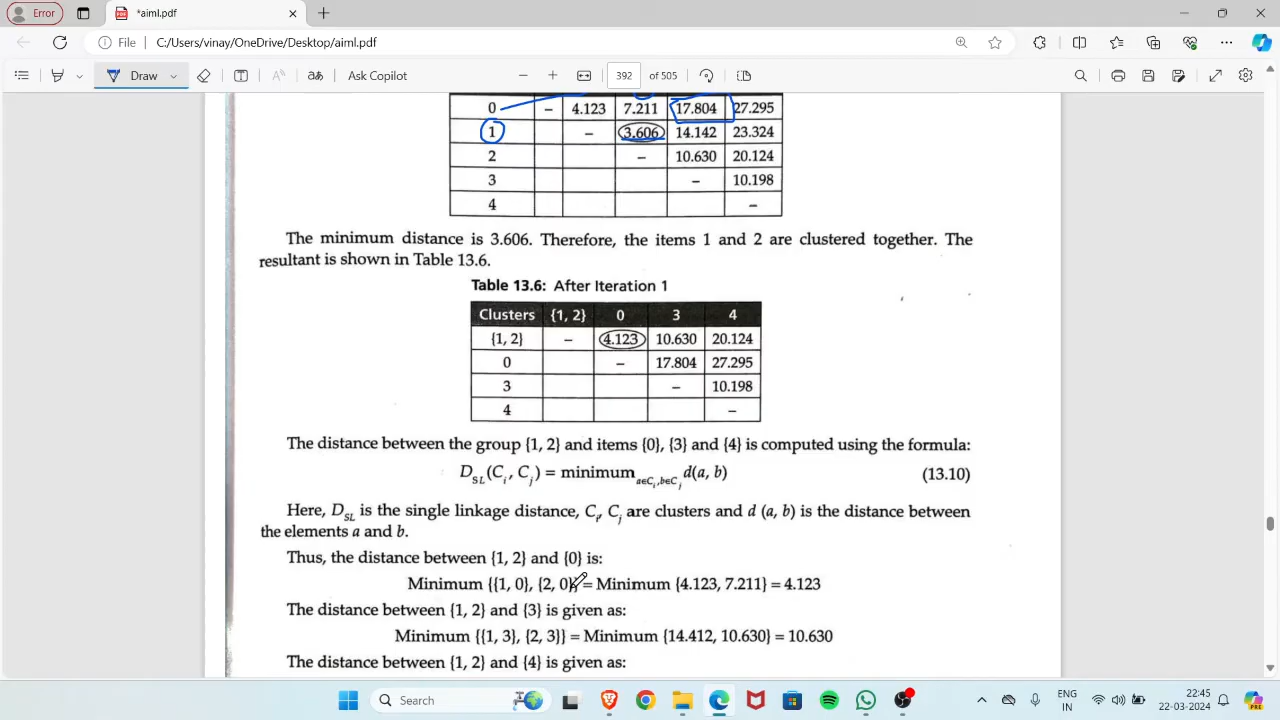 Error
*aiml.pdf
File C:/Users/vinay/OneDrive/Desktop/aiml.pdf
Draw
Ask Copilot
392 of 505
0 – 4.123 7.211 17.804 27.295
1 – 3.606 14.142 23.324
2 – 10.630 20.124
3 – 10.198
4 –
The minimum distance is 3.606. Therefore, the items 1 and 2 are clustered together. The
resultant is shown in Table 13.6.
Table 13.6: After Iteration 1
Clusters {1, 2} 0 3 4
{1, 2} – 4.123 10.630 20.124
0 – 17.804 27.295
3 – 10.198
4 –
The distance between the group {1, 2} and items {0}, {3} and {4} is computed using the formula:
D_SL(C_i, C_j) = minimum_a∈C_i,b∈C_j d(a, b) (13.10)
Here, D_SL is the single linkage distance, C_i, C_j are clusters and d (a, b) is the distance between
the elements a and b.
Thus, the distance between {1, 2} and {0} is:
Minimum {{1, 0}, {2, 0}} = Minimum {4.123, 7.211} = 4.123
The distance between {1, 2} and {3} is given as:
Minimum {{1, 3}, {2, 3}} = Minimum {14.412, 10.630} = 10.630
The distance between {1, 2} and {4} is given as:
Search
ENG
IN
22:45
22-03-2024